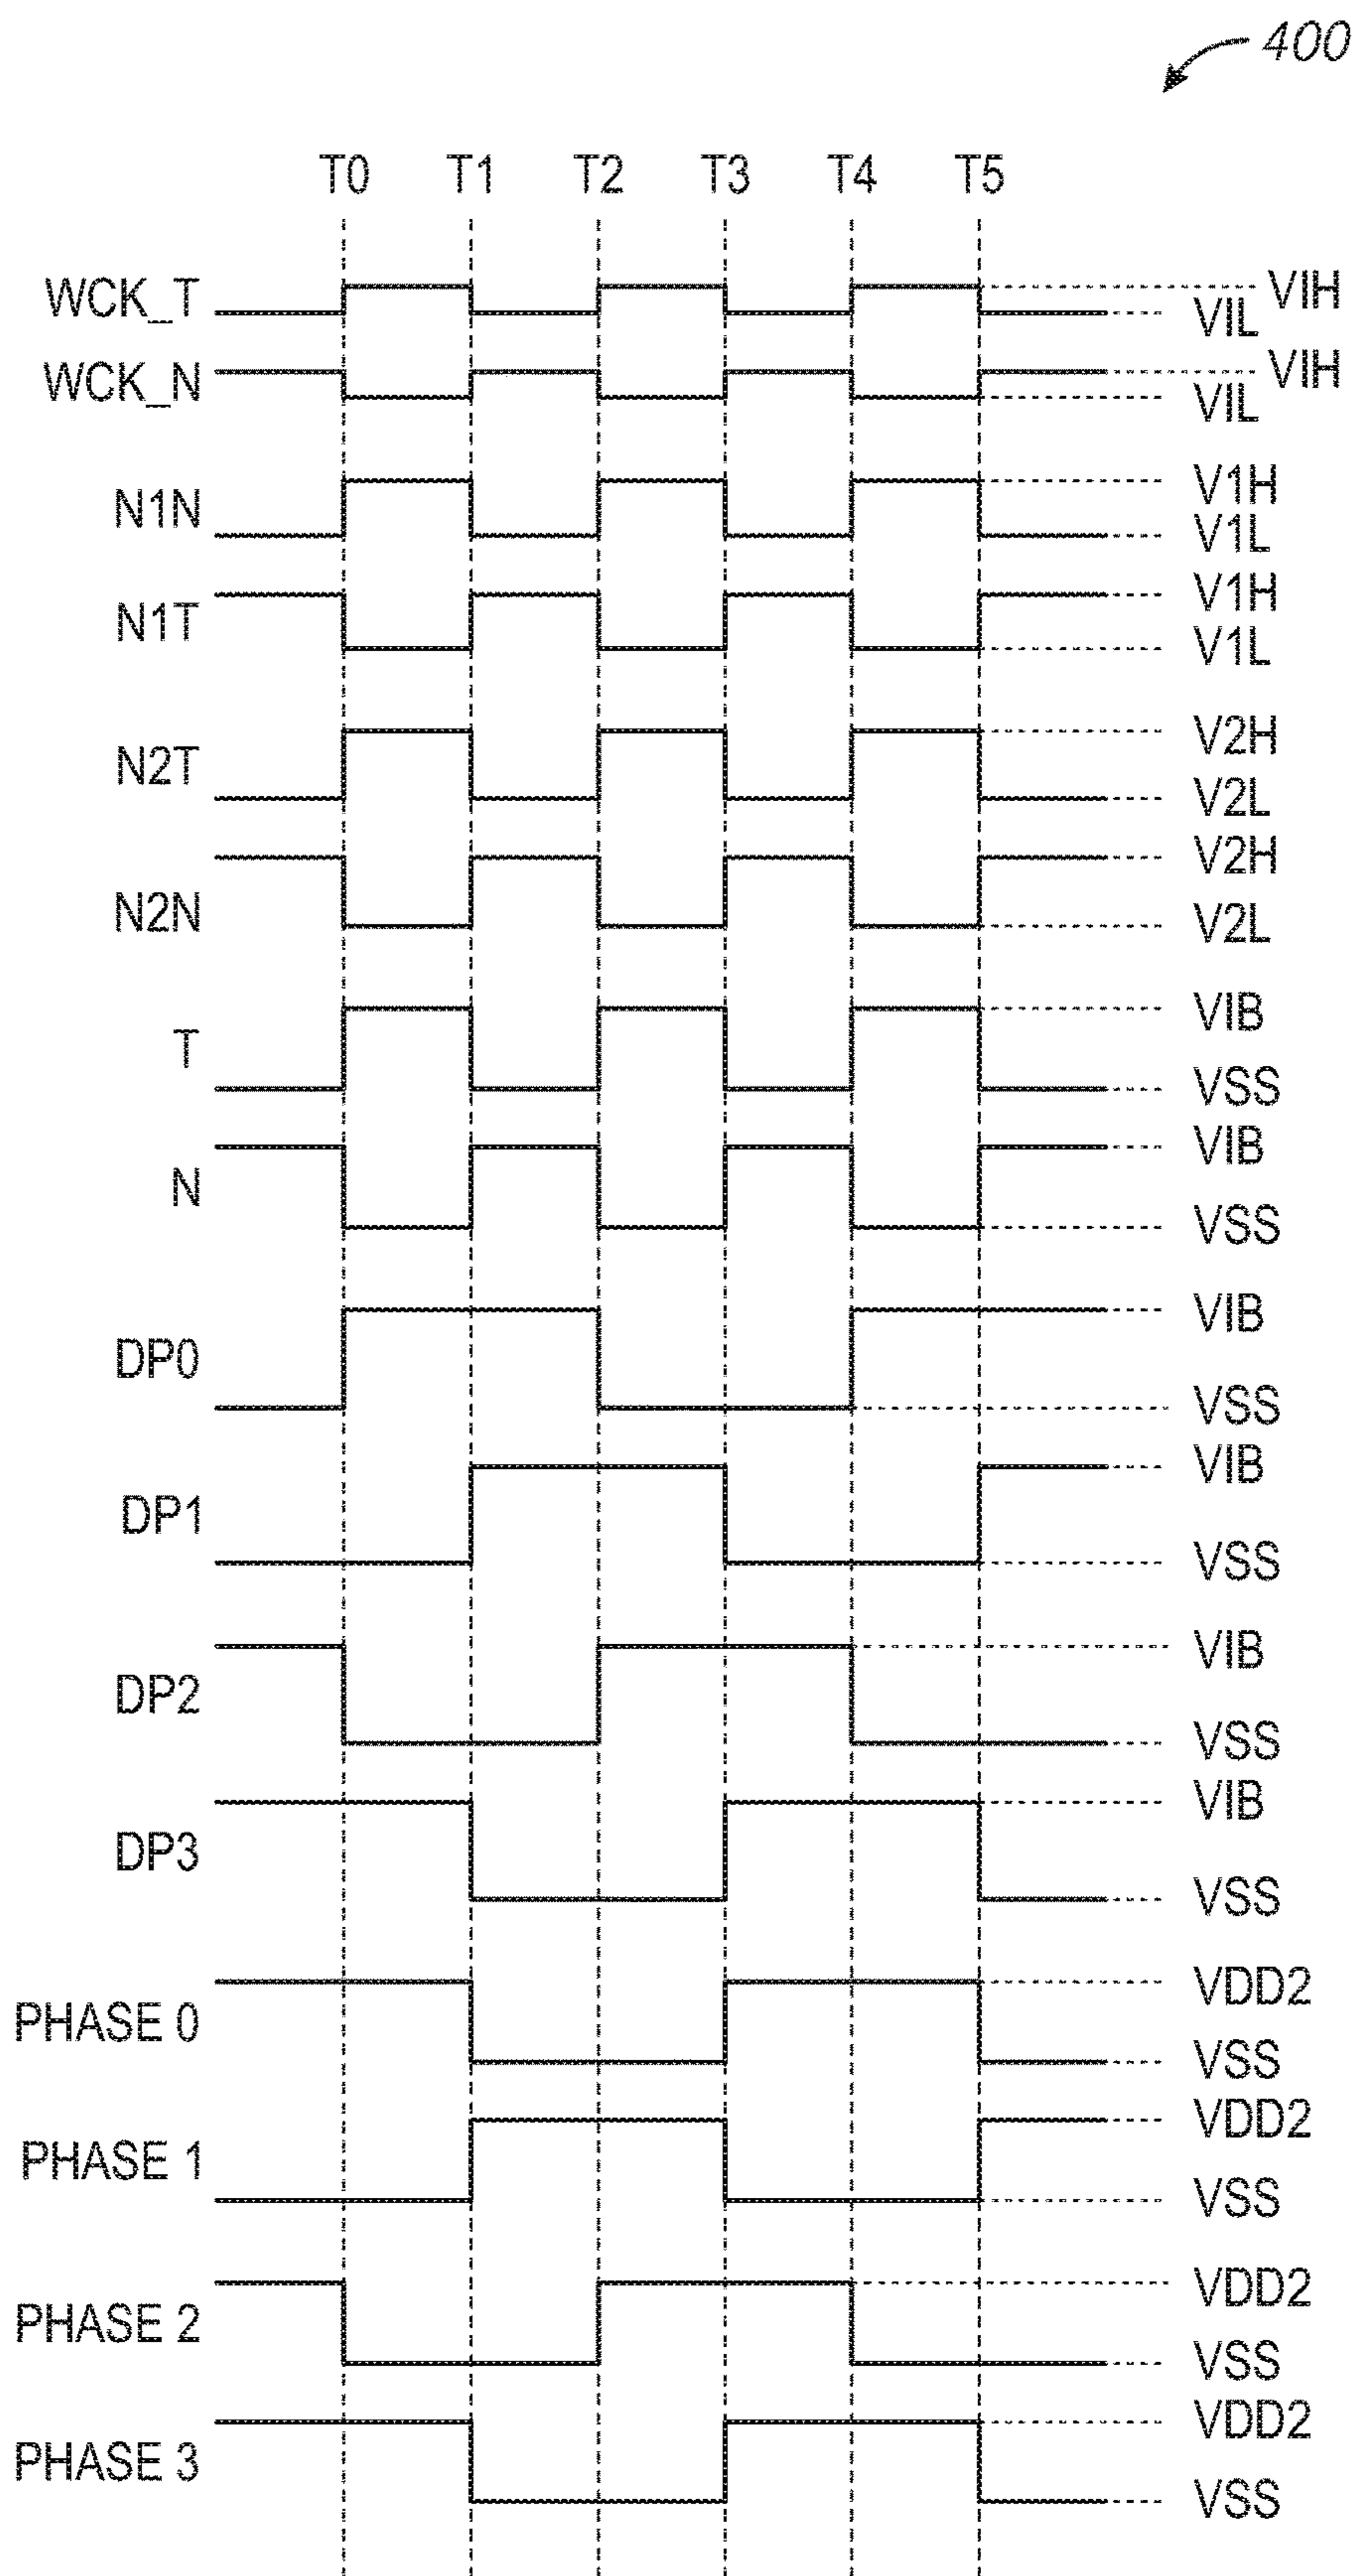 400
T0 T1 T2 T3 T4 T5
WCK_T VIH
VIL
WCK_N VIH
VIL
N1N V1H
V1L
N1T V1H
V1L
N2T V2H
V2L
N2N V2H
V2L
T VIB
VSS
N VIB
VSS
DP0 VIB
VSS
DP1 VIB
VSS
DP2 VIB
VSS
DP3 VIB
VSS
PHASE 0 VDD2
VSS
PHASE 1 VDD2
VSS
PHASE 2 VDD2
VSS
PHASE 3 VDD2
VSS